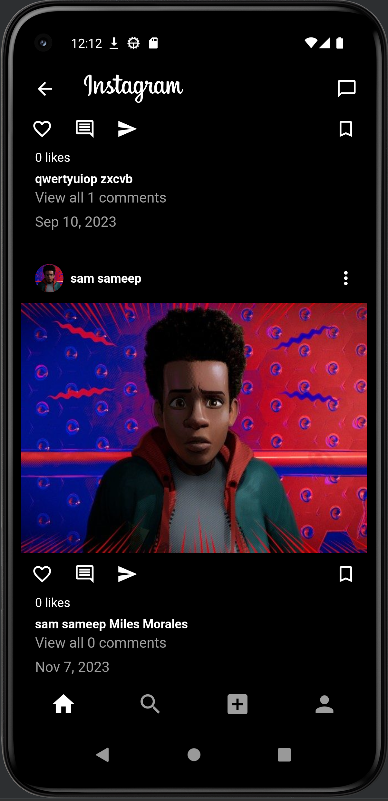 12:12
Instagram
0 likes
qwertyuiop zxcvb
View all 1 comments
Sep 10, 2023
sam sameep
0 likes
sam sameep Miles Morales
View all 0 comments
Nov 7, 2023